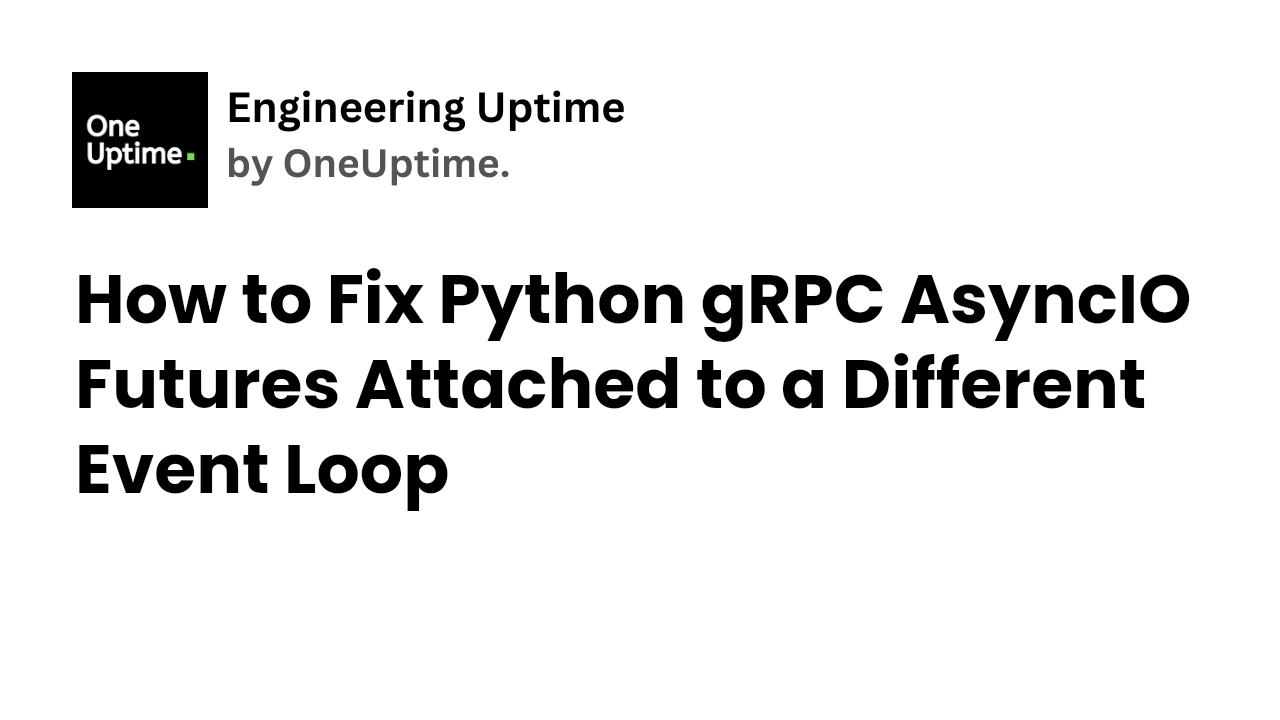 One
Uptime.
Engineering Uptime
by OneUptime.
How to Fix Python gRPC AsyncIO
Futures Attached to a Different
Event Loop